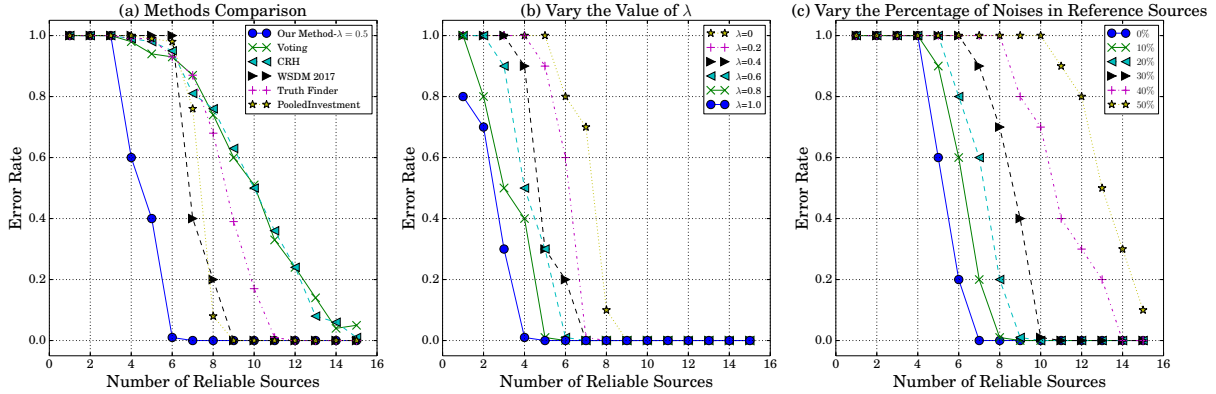 (a) Methods Comparison
Error Rate
1.0
0.8
0.6
0.4
0.2
0.0
0 2 4 6 8 10 12 14 16
Number of Reliable Sources
Our Method-λ = 0.5
Voting
CRH
WSDM 2017
Truth Finder
PooledInvestment
(b) Vary the Value of λ
Error Rate
1.0
0.8
0.6
0.4
0.2
0.0
0 2 4 6 8 10 12 14 16
Number of Reliable Sources
λ=0
λ=0.2
λ=0.4
λ=0.6
λ=0.8
λ=1.0
(c) Vary the Percentage of Noises in Reference Sources
Error Rate
1.0
0.8
0.6
0.4
0.2
0.0
0 2 4 6 8 10 12 14 16
Number of Reliable Sources
0%
10%
20%
30%
40%
50%